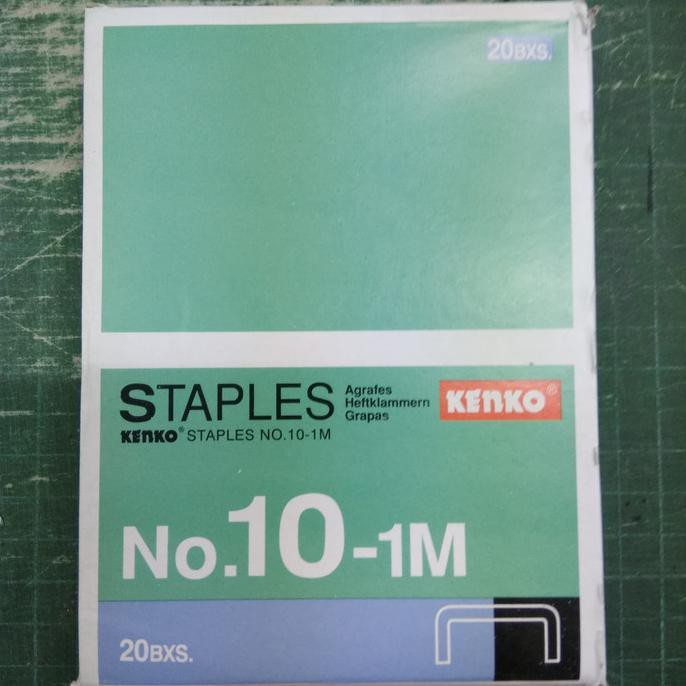 20BXS.
STAPLES
Agrafes
Heftklammern
Grapas
KENKO®
KENKO® STAPLES NO.10-1M
No.10-1M
20BXS.